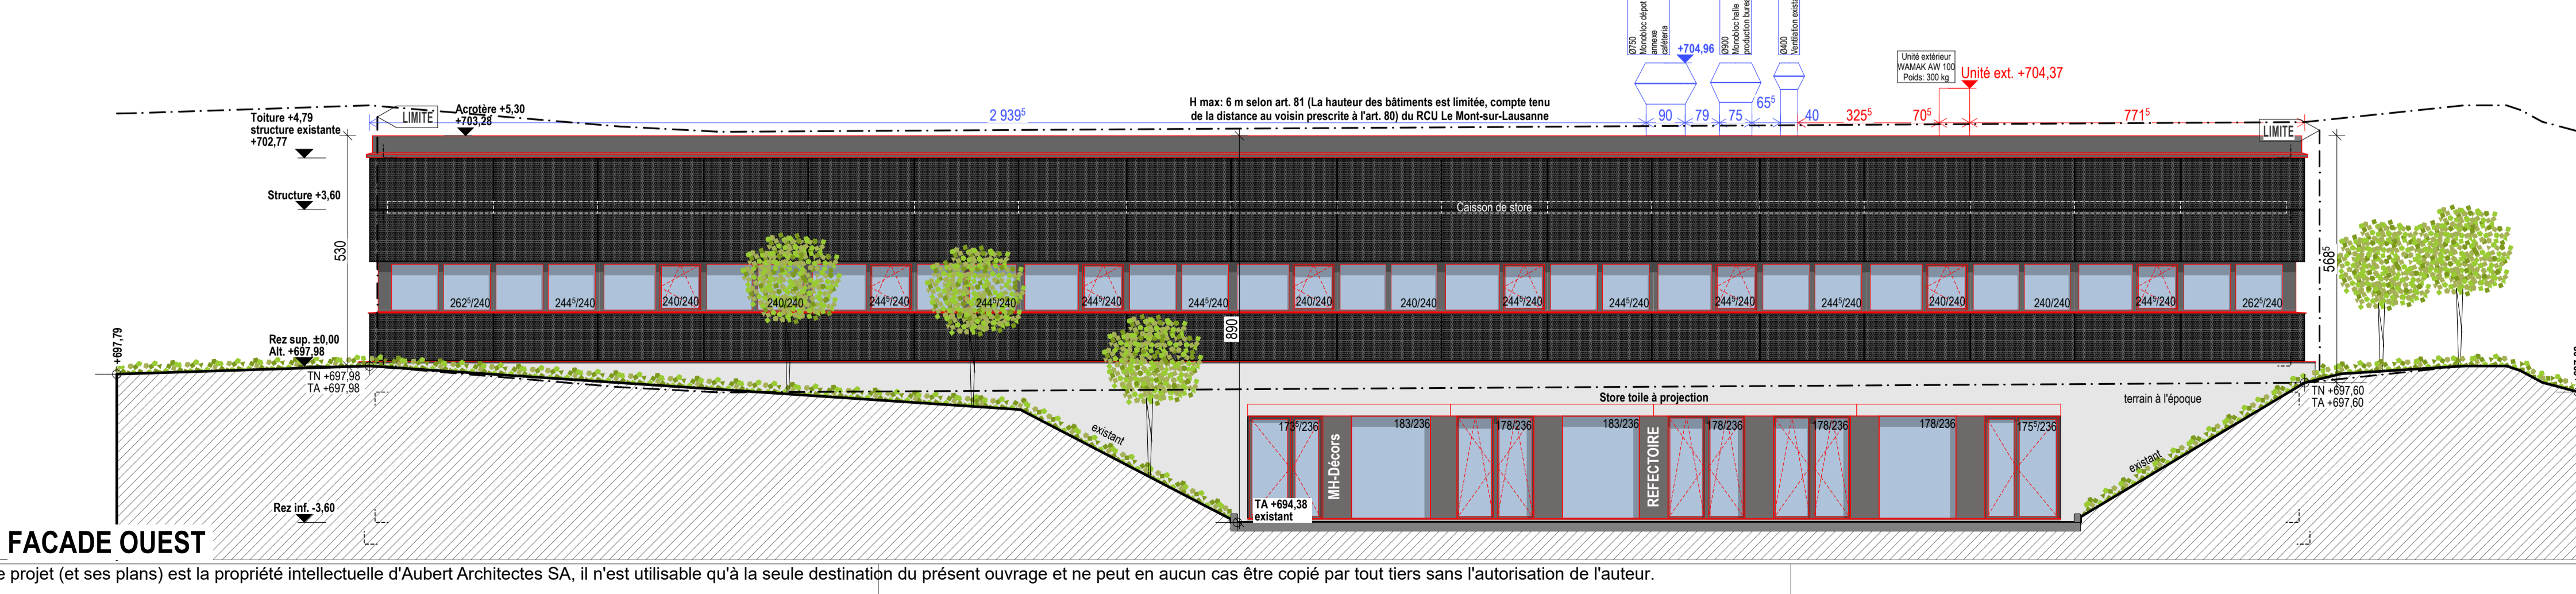 Ø750
Monobloc dépot
annexe
caféteria
+704,96
Ø900
Monobloc halle
production
Ø400
Ventilation
Unité extérieur
WAMAK AW 100
Poids: 300 kg
Unité ext. +704,37
Toiture +4,79
structure existante
+702,77
LIMITE
Acrotère +5,30
+703,28
2 939⁵
H max: 6 m selon art. 81 (La hauteur des bâtiments est limitée, compte tenu
de la distance au voisin prescrite à l'art. 80) du RCU Le Mont-sur-Lausanne
90
79
75
65⁵
40
325⁵
70⁵
771⁵
LIMITE
Structure +3,60
Caisson de store
530
568⁵
262⁵/240
244⁵/240
240/240
240/240
244⁵/240
244⁵/240
244⁵/240
244⁵/240
240/240
240/240
244⁵/240
244⁵/240
244⁵/240
244⁵/240
240/240
240/240
244⁵/240
262⁵/240
890
+697,79
Rez sup. ±0,00
Alt. +697,98
TN +697,98
TA +697,98
TN +697,60
TA +697,60
terrain à l'époque
Store toile à projection
existant
173⁵/236
MH-Décors
183/236
178/236
183/236
REFECTOIRE
178/236
178/236
178/236
175⁵/236
existant
TA +694,38
existant
Rez inf. -3,60
FACADE OUEST
projet (et ses plans) est la propriété intellectuelle d'Aubert Architectes SA, il n'est utilisable qu'à la seule destination du présent ouvrage et ne peut en aucun cas être copié par tout tiers sans l'autorisation de l'auteur.